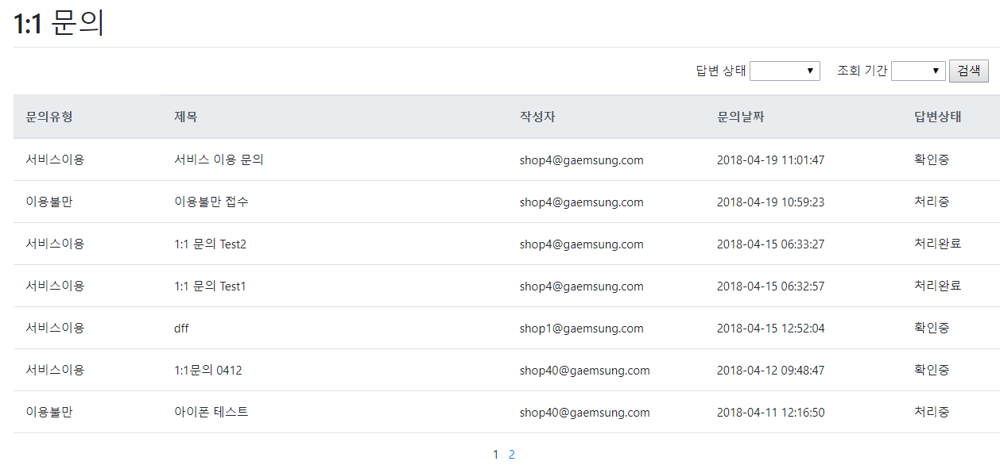 1:1 문의
답변 상태 조회 기간 검색
문의유형 제목 작성자 문의날짜 답변상태
서비스이용 서비스 이용 문의 shop4@gaemsung.com 2018-04-19 11:01:47 확인중
이용불만 이용불만 접수 shop4@gaemsung.com 2018-04-19 10:59:23 처리중
서비스이용 1:1 문의 Test2 shop4@gaemsung.com 2018-04-15 06:33:27 처리완료
서비스이용 1:1 문의 Test1 shop4@gaemsung.com 2018-04-15 06:32:57 처리완료
서비스이용 dff shop1@gaemsung.com 2018-04-15 12:52:04 확인중
서비스이용 1:1문의 0412 shop40@gaemsung.com 2018-04-12 09:48:47 확인중
이용불만 아이폰 테스트 shop40@gaemsung.com 2018-04-11 12:16:50 처리중
1 2